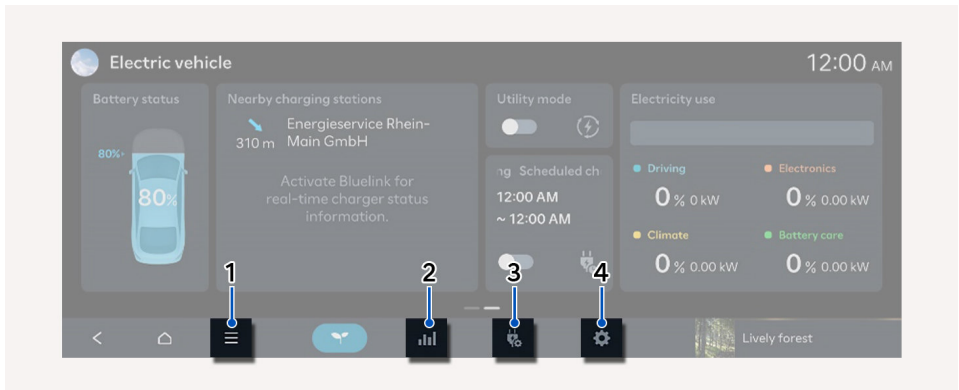 Electric vehicle
12:00 AM
Battery status
80%
80%
Nearby charging stations
310 m
Energieservice Rhein-
Main GmbH
Activate Bluelink for
real-time charger status
information.
Utility mode
ng Scheduled ch
12:00 AM
~ 12:00 AM
Electricity use
Driving
0 % 0 kW
Electronics
0 % 0.00 kW
Climate
0 % 0.00 kW
Battery care
0 % 0.00 kW
1
2
3
4
Lively forest